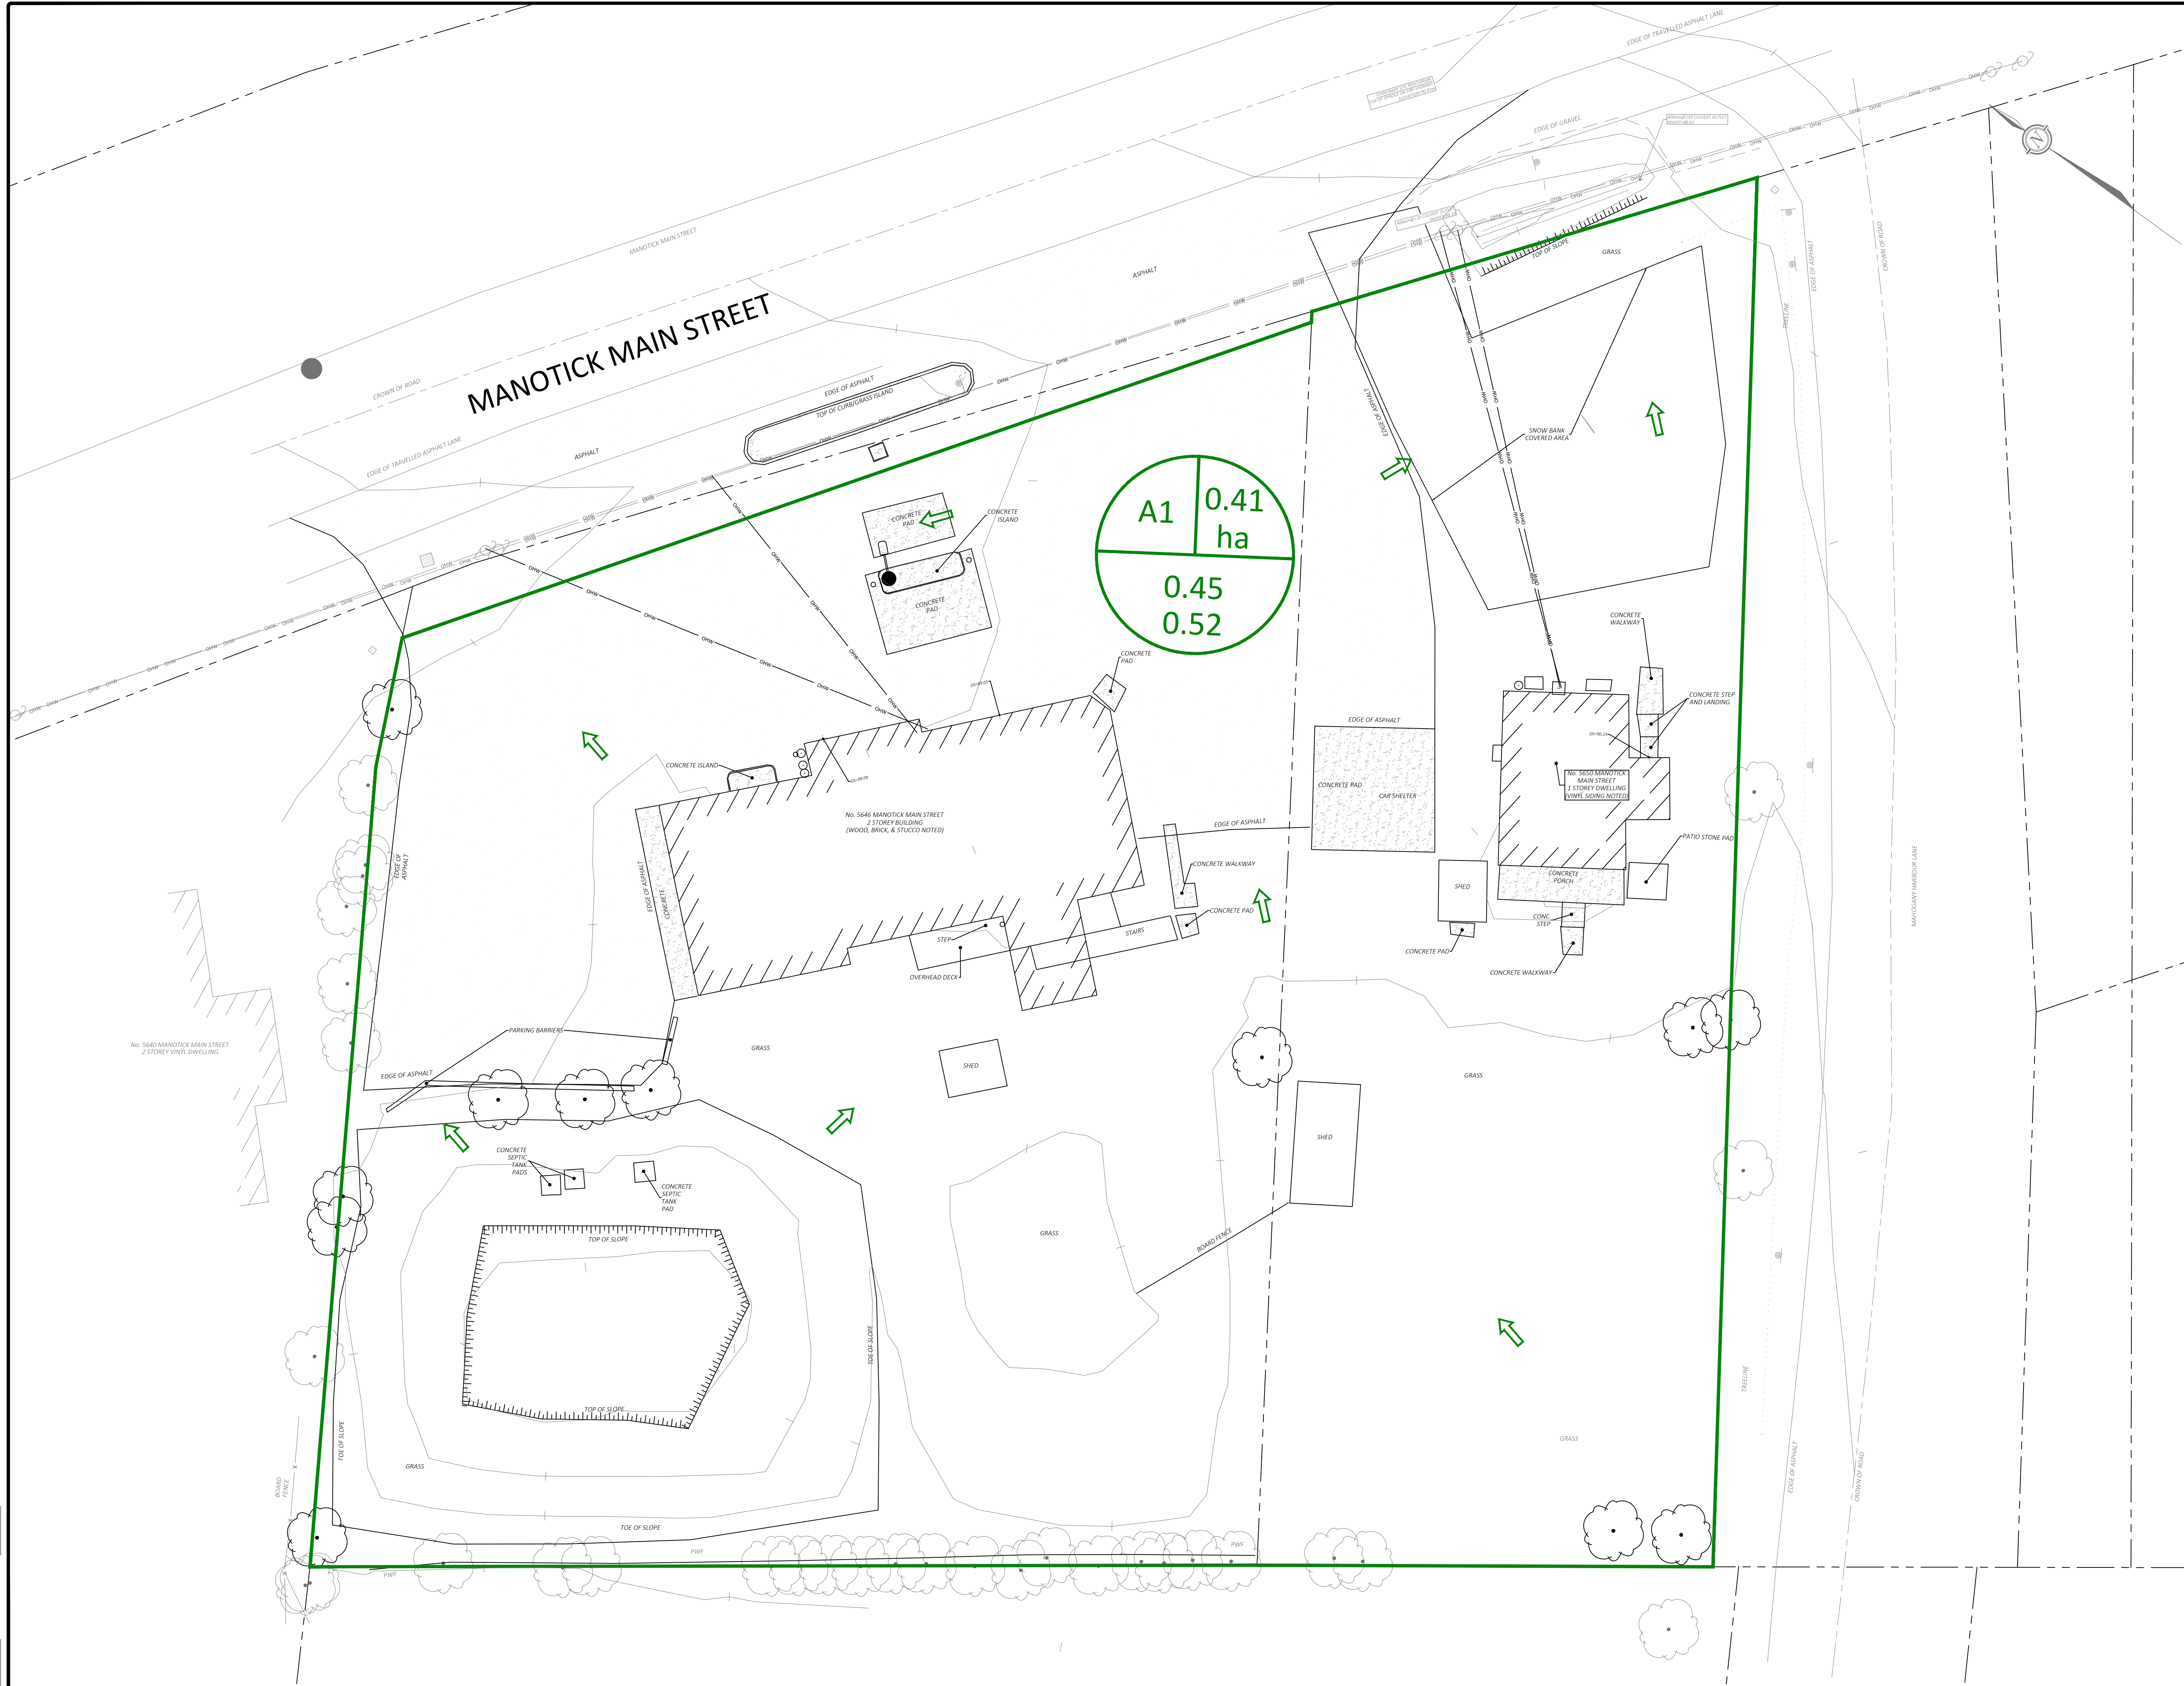 EDGE OF TRAVELLED ASPHALT LANE
EDGE OF GRAVEL
MANOTICK MAIN STREET
ASPHALT
TOP OF SLOPE
GRASS
CROWN OF ROAD
EDGE OF ASPHALT
TREELINE
N
MANOTICK MAIN STREET
CROWN OF ROAD
EDGE OF TRAVELLED ASPHALT LANE
ASPHALT
EDGE OF ASPHALT
TOP OF CURB/GRASS ISLAND
EDGE OF ASPHALT
SNOW BANK
COVERED AREA
OHW
CONCRETE
PAD
CONCRETE
ISLAND
CONCRETE
PAD
A1
0.41
ha
0.45
0.52
CONCRETE
PAD
CONCRETE
WALKWAY
CONCRETE STEP
AND LANDING
EDGE OF ASPHALT
CONCRETE PAD
CAR SHELTER
No. 5650 MANOTICK
MAIN STREET
1 STOREY DWELLING
(VINYL SIDING NOTED)
CONCRETE ISLAND
No. 5646 MANOTICK MAIN STREET
2 STOREY BUILDING
(WOOD, BRICK, & STUCCO NOTED)
EDGE OF ASPHALT
PATIO STONE PAD
EDGE OF
ASPHALT
EDGE OF ASPHALT
CONCRETE
CONCRETE WALKWAY
SHED
CONCRETE
PORCH
CONCRETE PAD
CONC
STEP
STAIRS
STEP
OVERHEAD DECK
CONCRETE PAD
CONCRETE WALKWAY
MAHOGANY HARBOUR LANE
PARKING BARRIERS
No. 5640 MANOTICK MAIN STREET
2 STOREY VINYL DWELLING
GRASS
SHED
EDGE OF ASPHALT
GRASS
SHED
CONCRETE
SEPTIC
TANK
PADS
CONCRETE
SEPTIC
TANK
PAD
TOP OF SLOPE
GRASS
BOARD FENCE
TOE OF SLOPE
TOP OF SLOPE
TREELINE
TOE OF SLOPE
GRASS
GRASS
BOARD
FENCE
X
EDGE OF ASPHALT
CROWN OF ROAD
TOE OF SLOPE
PWF
PWF
PWF